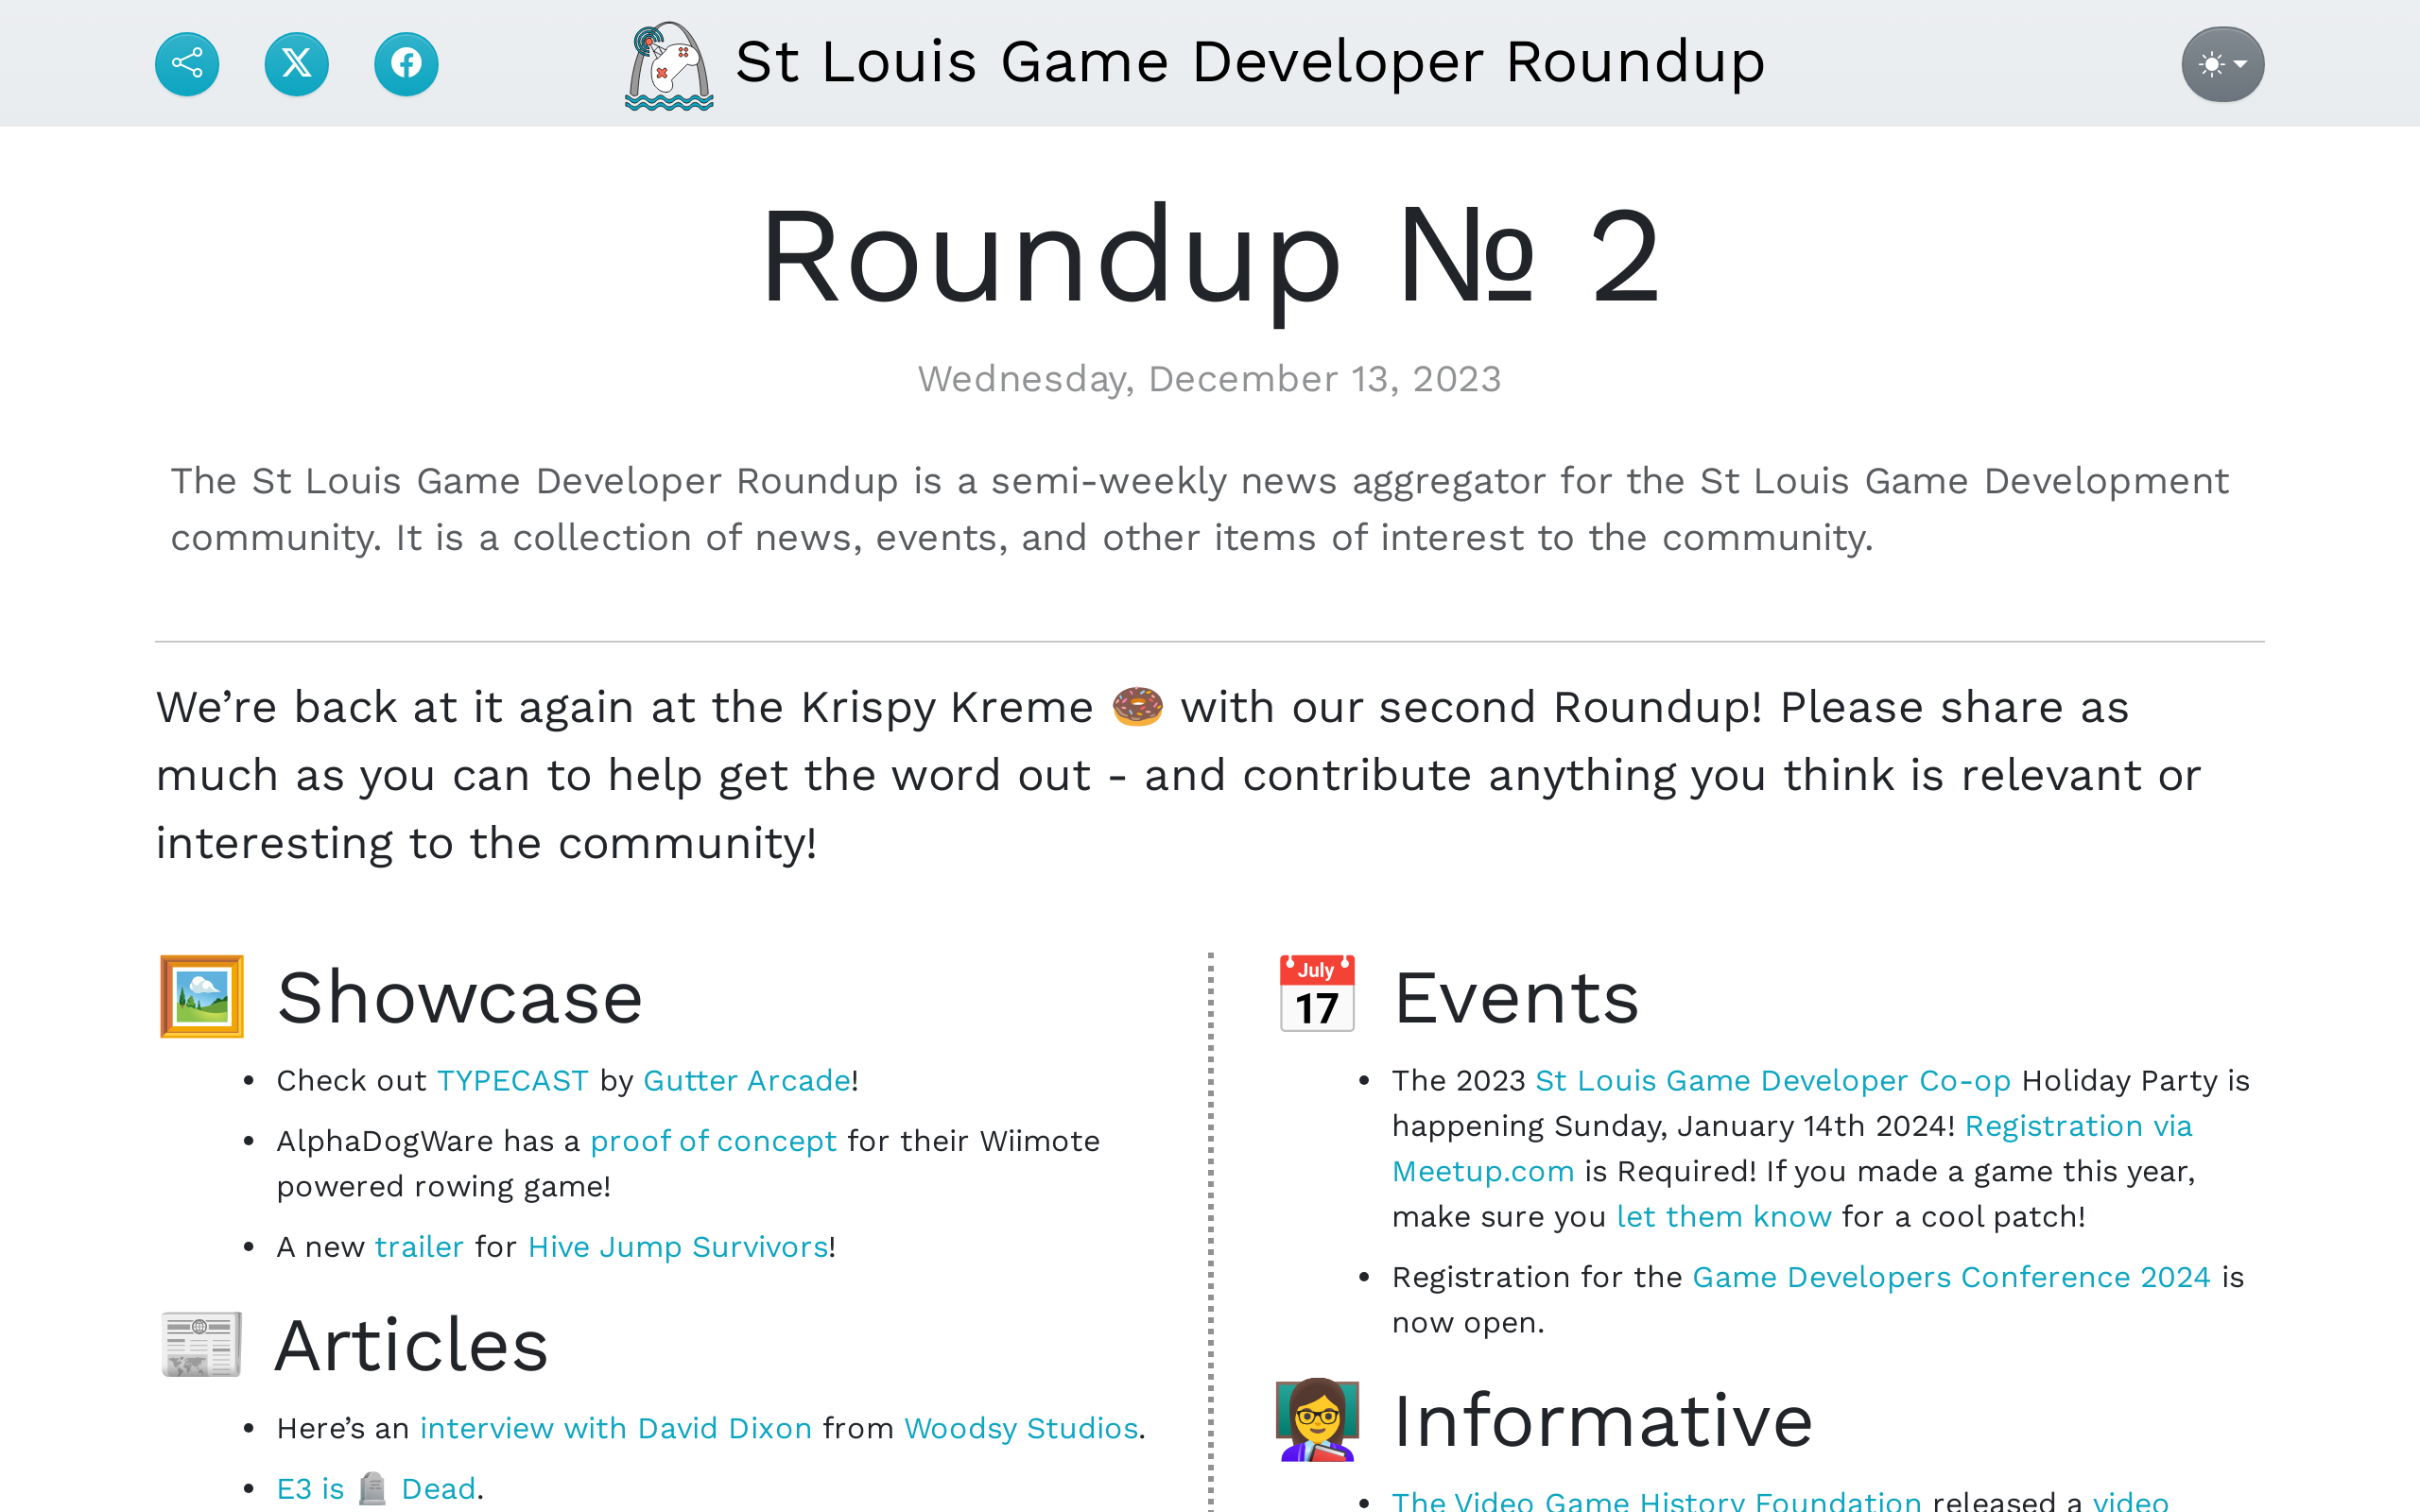 St Louis Game Developer Roundup
Roundup № 2
Wednesday, December 13, 2023
The St Louis Game Developer Roundup is a semi-weekly news aggregator for the St Louis Game Development
community. It is a collection of news, events, and other items of interest to the community.
We’re back at it again at the Krispy Kreme 🍩 with our second Roundup! Please share as
much as you can to help get the word out - and contribute anything you think is relevant or
interesting to the community!
Showcase
Check out TYPECAST by Gutter Arcade!
AlphaDogWare has a proof of concept for their Wiimote
powered rowing game!
A new trailer for Hive Jump Survivors!
Articles
Here’s an interview with David Dixon from Woodsy Studios.
E3 is 🪦 Dead.
July
17
Events
The 2023 St Louis Game Developer Co-op Holiday Party is
happening Sunday, January 14th 2024! Registration via
Meetup.com is Required! If you made a game this year,
make sure you let them know for a cool patch!
Registration for the Game Developers Conference 2024 is
now open.
Informative
The Video Game History Foundation released a video